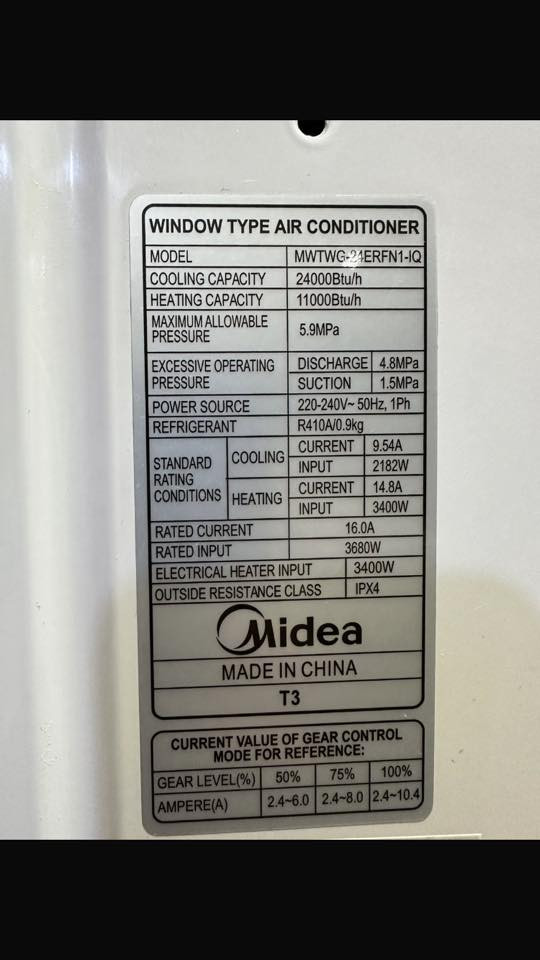 WINDOW TYPE AIR CONDITIONER
MODEL MWTWG-24ERFN1-IQ
COOLING CAPACITY 24000Btu/h
HEATING CAPACITY 11000Btu/h
MAXIMUM ALLOWABLE
PRESSURE 5.9MPa
EXCESSIVE OPERATING
PRESSURE
DISCHARGE 4.8MPa
SUCTION 1.5MPa
POWER SOURCE 220-240V~ 50Hz, 1Ph
REFRIGERANT R410A/0.9kg
STANDARD
RATING
CONDITIONS
COOLING
CURRENT 9.54A
INPUT 2182W
HEATING
CURRENT 14.8A
INPUT 3400W
RATED CURRENT 16.0A
RATED INPUT 3680W
ELECTRICAL HEATER INPUT 3400W
OUTSIDE RESISTANCE CLASS IPX4
Midea
MADE IN CHINA
T3
CURRENT VALUE OF GEAR CONTROL
MODE FOR REFERENCE:
GEAR LEVEL(%) 50% 75% 100%
AMPERE(A) 2.4~6.0 2.4~8.0 2.4~10.4